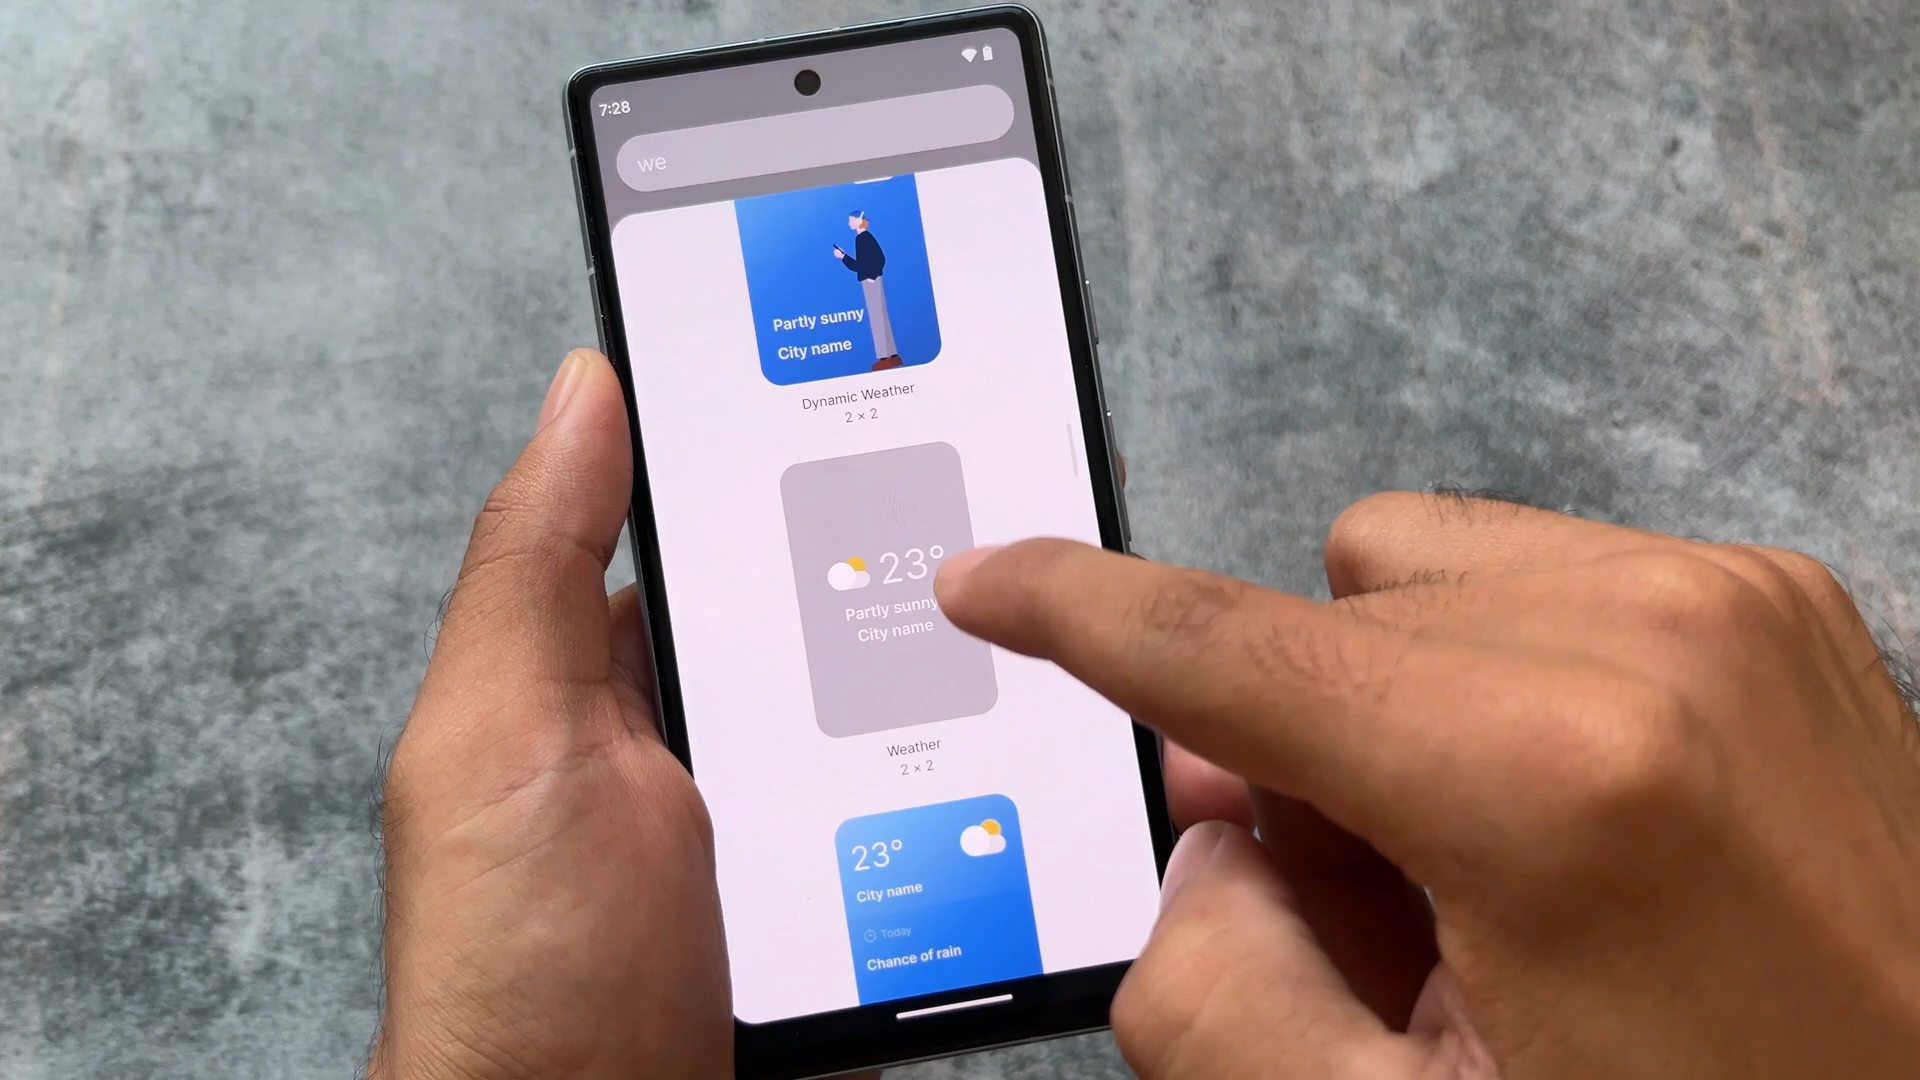 7:28
we
Partly sunny
City name
Dynamic Weather
2 × 2
23°
Partly sunny
City name
Weather
2 × 2
23°
City name
Today
Chance of rain